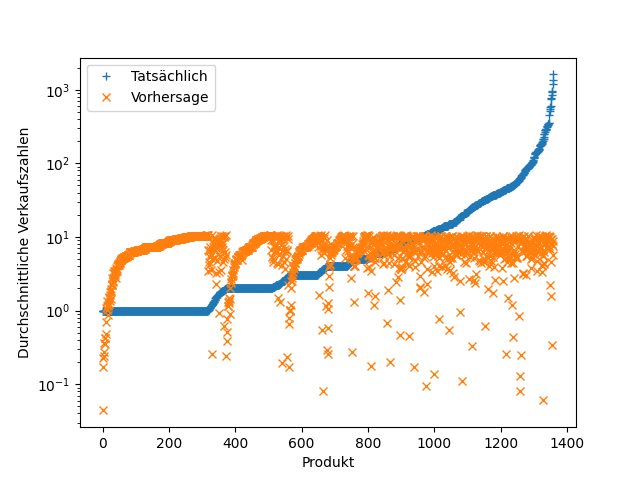 Tatsächlich
Vorhersage
Durchschnittliche Verkaufszahlen
10³
10²
10¹
10⁰
10⁻¹
0 200 400 600 800 1000 1200 1400
Produkt